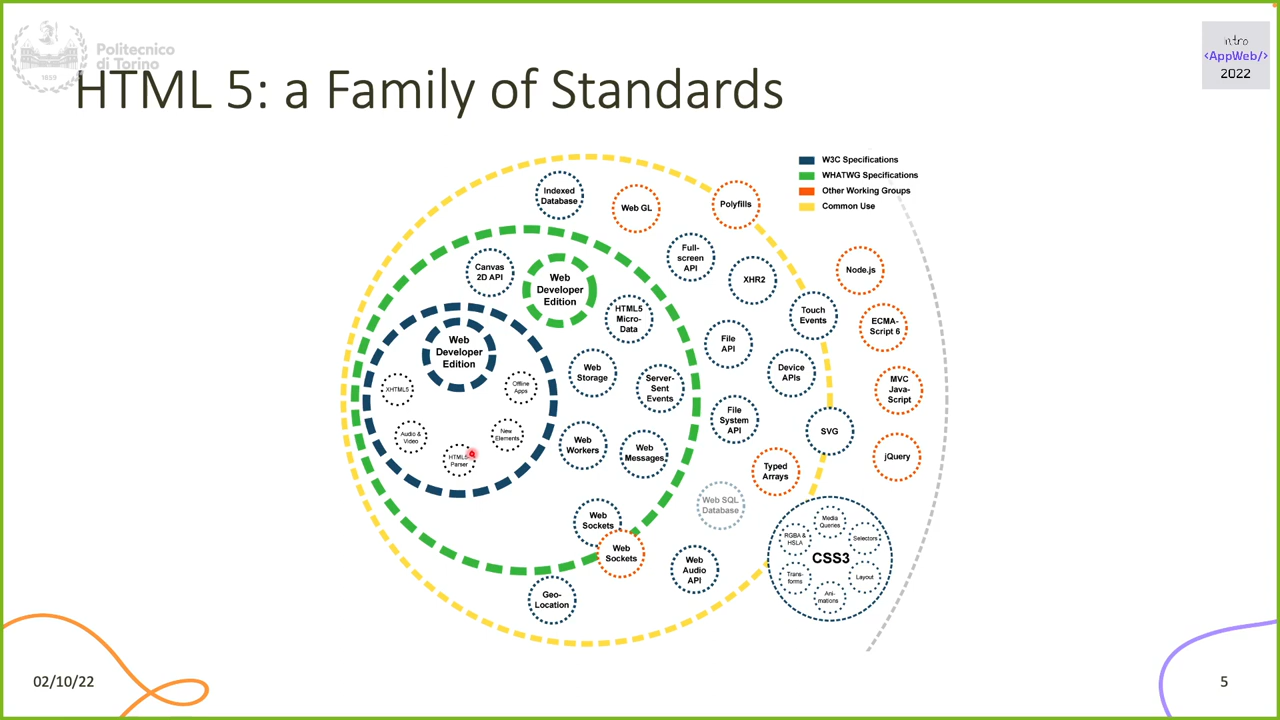 Politecnico
di Torino
1859
HTML 5: a Family of Standards
intro
<AppWeb/>
2022
W3C Specifications
WHATWG Specifications
Other Working Groups
Common Use
Indexed
Database
Web GL
Polyfills
Full-
screen
API
XHR2
Node.js
Canvas
2D API
Web
Developer
Edition
HTML5
Micro-
Data
Touch
Events
ECMA-
Script 6
Web
Developer
Edition
File
API
Web
Storage
Server-
Sent
Events
Device
APIs
MVC
Java-
Script
XHTML5
Offline
Apps
Audio &
Video
New
Elements
HTML5
Parser
Web
Workers
Web
Messages
File
System
API
SVG
jQuery
Typed
Arrays
Web SQL
Database
Web
Sockets
Web
Sockets
Web
Audio
API
Geo-
Location
Media
Queries
RGBA &
HSLA
Selectors
CSS3
Trans-
forms
Layout
Ani-
mations
02/10/22
5